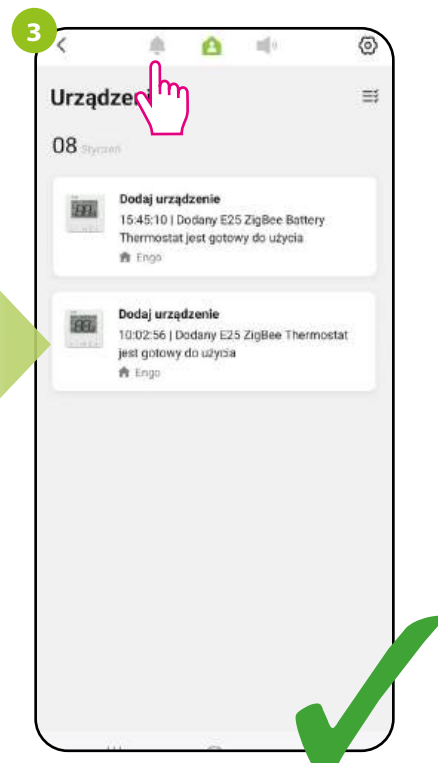 3
Urządzeni
08 Styczeń
Dodaj urządzenie
15:45:10 | Dodany E25 ZigBee Battery
Thermostat jest gotowy do użycia
Engo
Dodaj urządzenie
10:02:56 | Dodany E25 ZigBee Thermostat
jest gotowy do użycia
Engo